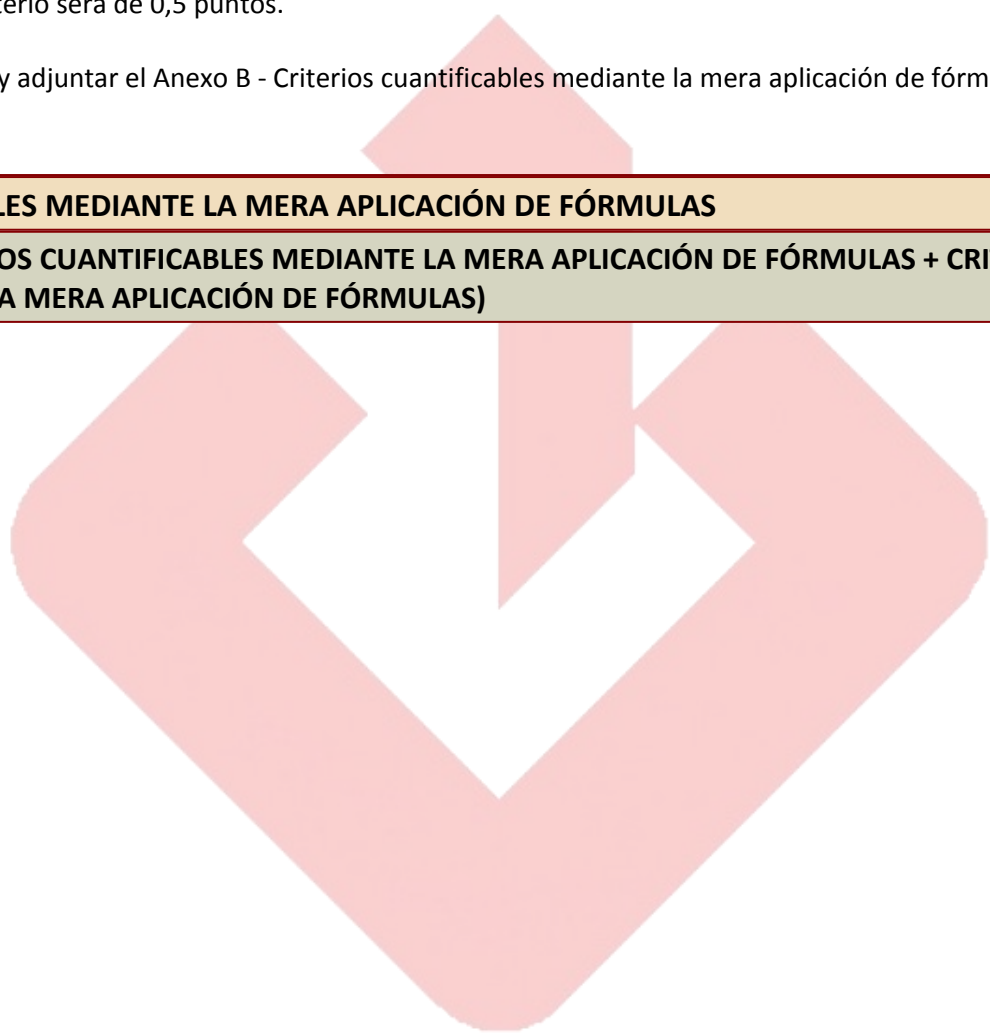 terio será de 0,5 puntos.
y adjuntar el Anexo B - Criterios cuantificables mediante la mera aplicación de fórm
LES MEDIANTE LA MERA APLICACIÓN DE FÓRMULAS
OS CUANTIFICABLES MEDIANTE LA MERA APLICACIÓN DE FÓRMULAS + CRI
A MERA APLICACIÓN DE FÓRMULAS)